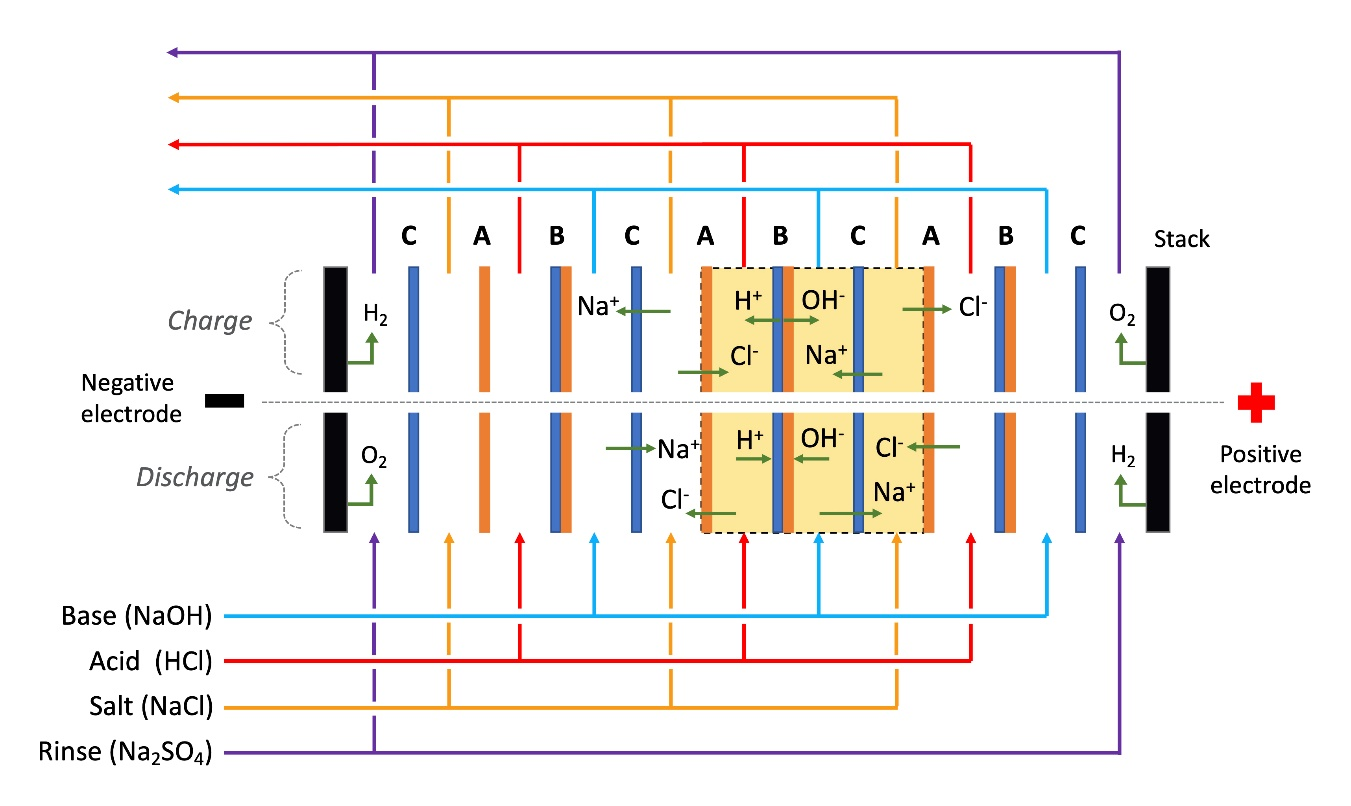 C A B C A B C A B C
Stack
Charge
H₂
Na⁺
H⁺
OH⁻
Cl⁻
O₂
Cl⁻
Na⁺
Negative
electrode
Discharge
O₂
Na⁺
H⁺
OH⁻
Cl⁻
H₂
Cl⁻
Na⁺
Positive
electrode
Base (NaOH)
Acid (HCl)
Salt (NaCl)
Rinse (Na₂SO₄)